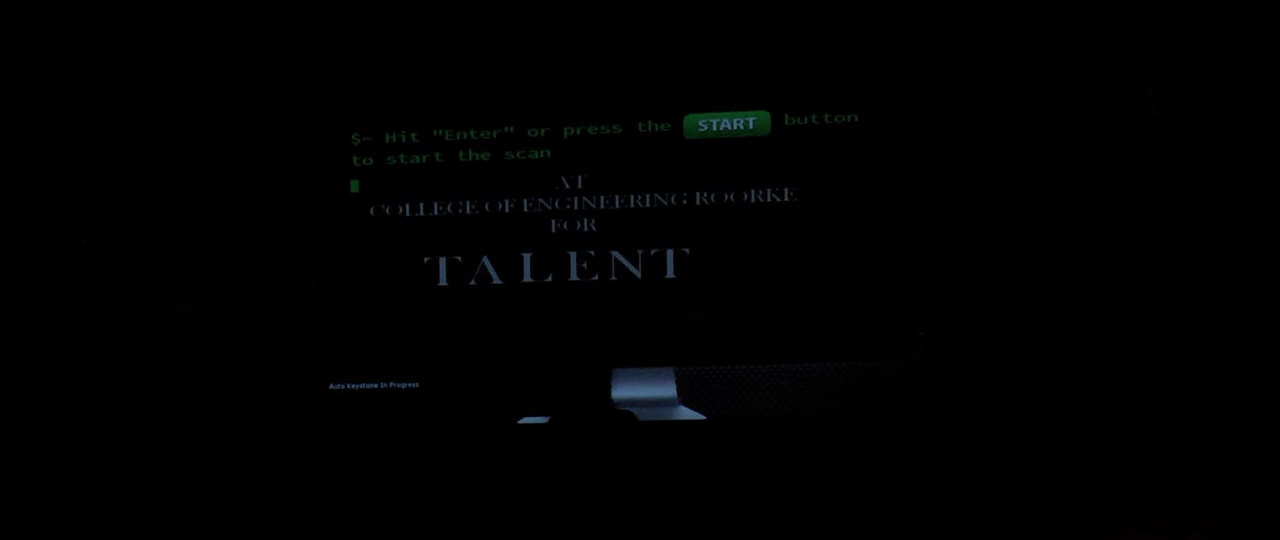 $~ Hit "Enter" or press the START button
to start the scan
AT
COLLEGE OF ENGINEERING ROORKE
FOR
TALENT
Auto Keystone In Progress